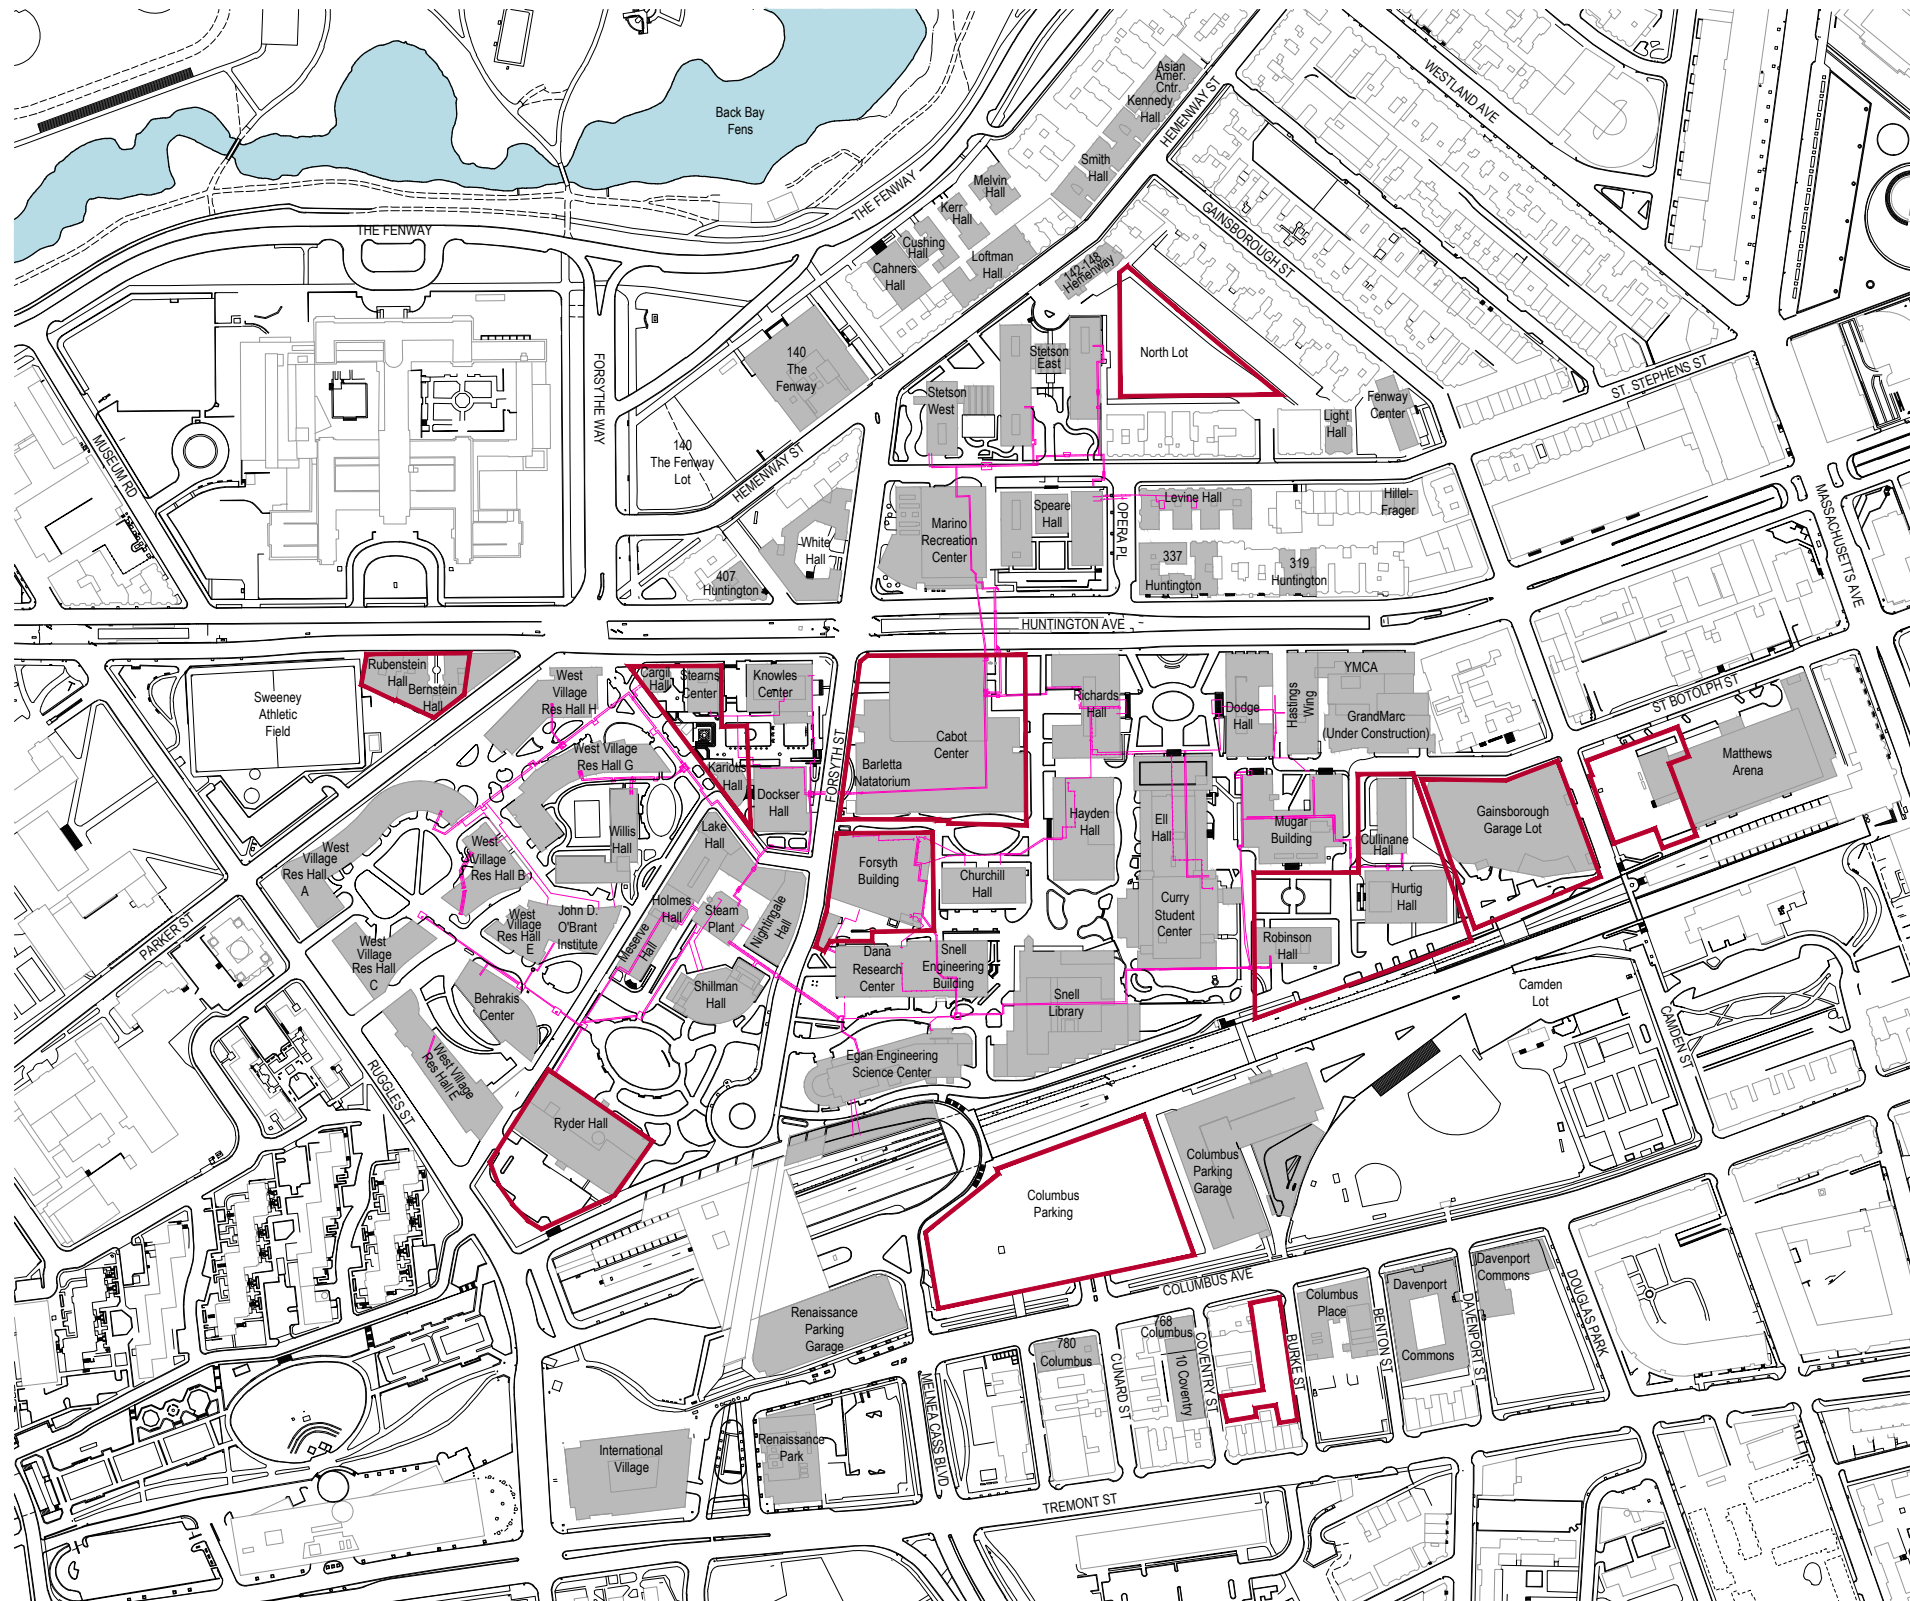 Back Bay
Fens
Asian
Amer.
Cntr.
Kennedy
Hall
HEMENWAY ST
WESTLAND AVE
Smith
Hall
Melvin
Hall
Kerr
Hall
THE FENWAY
THE FENWAY
Cushing
Hall
Cahners
Hall
Loftman
Hall
142-148
Hemenway
GAINSBOROUGH ST
ST. STEPHENS ST
North Lot
Stetson
East
Stetson
West
140
The
Fenway
FORSYTHE WAY
140
The Fenway
Lot
HEMENWAY ST
MUSEUM RD
Light
Hall
Fenway
Center
Marino
Recreation
Center
Speare
Hall
OPERA PL
Levine Hall
Hillel-
Frager
MASSACHUSETTS AVE
White
Hall
407
Huntington
337
Huntington
319
Huntington
HUNTINGTON AVE
Rubenstein
Hall
Bernstein
Hall
Sweeney
Athletic
Field
West
Village
Res Hall H
Cargil
Hall
Stearns
Center
Knowles
Center
Cabot
Center
Barletta
Natatorium
FORSYTH ST
Richards
Hall
Dodge
Hall
Hastings
Wing
YMCA
GrandMarc
(Under Construction)
ST BOTOLPH ST
Matthews
Arena
West Village
Res Hall G
Kariotis
Hall
Dockser
Hall
Gainsborough
Garage Lot
Willis
Hall
Lake
Hall
Hayden
Hall
Ell
Hall
Mugar
Building
Cullinane
Hall
West
Village
Res Hall
A
West
Village
Res Hall B
Forsyth
Building
Churchill
Hall
Hurtig
Hall
Curry
Student
Center
Holmes
Hall
Steam
Plant
Nightingale
Hall
Meserve
Hall
West
Village
Res Hall
E
John D.
O'Brant
Institute
PARKER ST
West
Village
Res Hall
C
Dana
Research
Center
Snell
Engineering
Building
Robinson
Hall
Shillman
Hall
Behrakis
Center
Snell
Library
Camden
Lot
CAMDEN ST
West Village
Res Hall E
RUGGLES ST
Egan Engineering
Science Center
Ryder Hall
Columbus
Parking
Garage
Columbus
Parking
COLUMBUS AVE
Davenport
Commons
Davenport
Commons
DOUGLAS PARK
DAVENPORT ST
BENTON ST
Columbus
Place
BURKE ST
COVENTRY ST
768
Columbus
10 Coventry
CUNARD ST
780
Columbus
Renaissance
Parking
Garage
MELNEA CASS BLVD
Renaissance
Park
International
Village
TREMONT ST